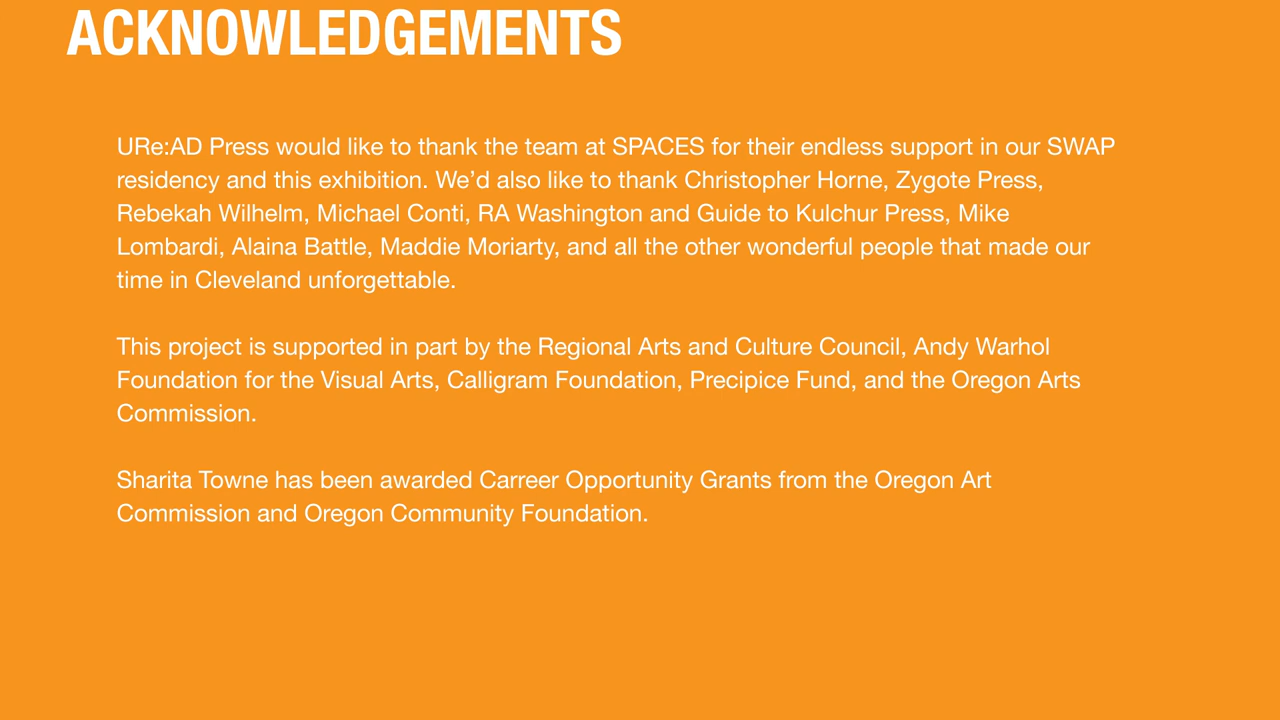 ACKNOWLEDGEMENTS
URe:AD Press would like to thank the team at SPACES for their endless support in our SWAP
residency and this exhibition. We’d also like to thank Christopher Horne, Zygote Press,
Rebekah Wilhelm, Michael Conti, RA Washington and Guide to Kulchur Press, Mike
Lombardi, Alaina Battle, Maddie Moriarty, and all the other wonderful people that made our
time in Cleveland unforgettable.
This project is supported in part by the Regional Arts and Culture Council, Andy Warhol
Foundation for the Visual Arts, Calligram Foundation, Precipice Fund, and the Oregon Arts
Commission.
Sharita Towne has been awarded Carreer Opportunity Grants from the Oregon Art
Commission and Oregon Community Foundation.